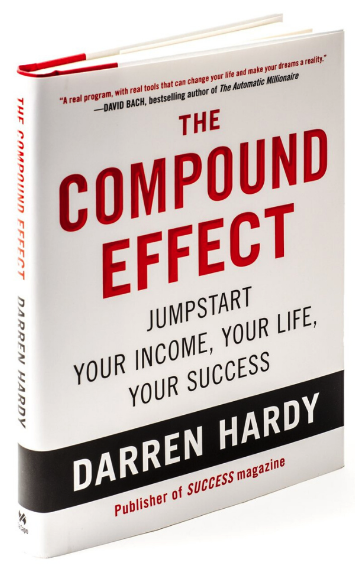 "A real program, with real tools that can change your life and make your dreams a reality."
—DAVID BACH, bestselling author of The Automatic Millionaire
THE
COMPOUND
EFFECT
JUMPSTART
YOUR INCOME, YOUR LIFE,
YOUR SUCCESS
DARREN HARDY
Publisher of SUCCESS magazine
THE COMPOUND EFFECT
DARREN HARDY